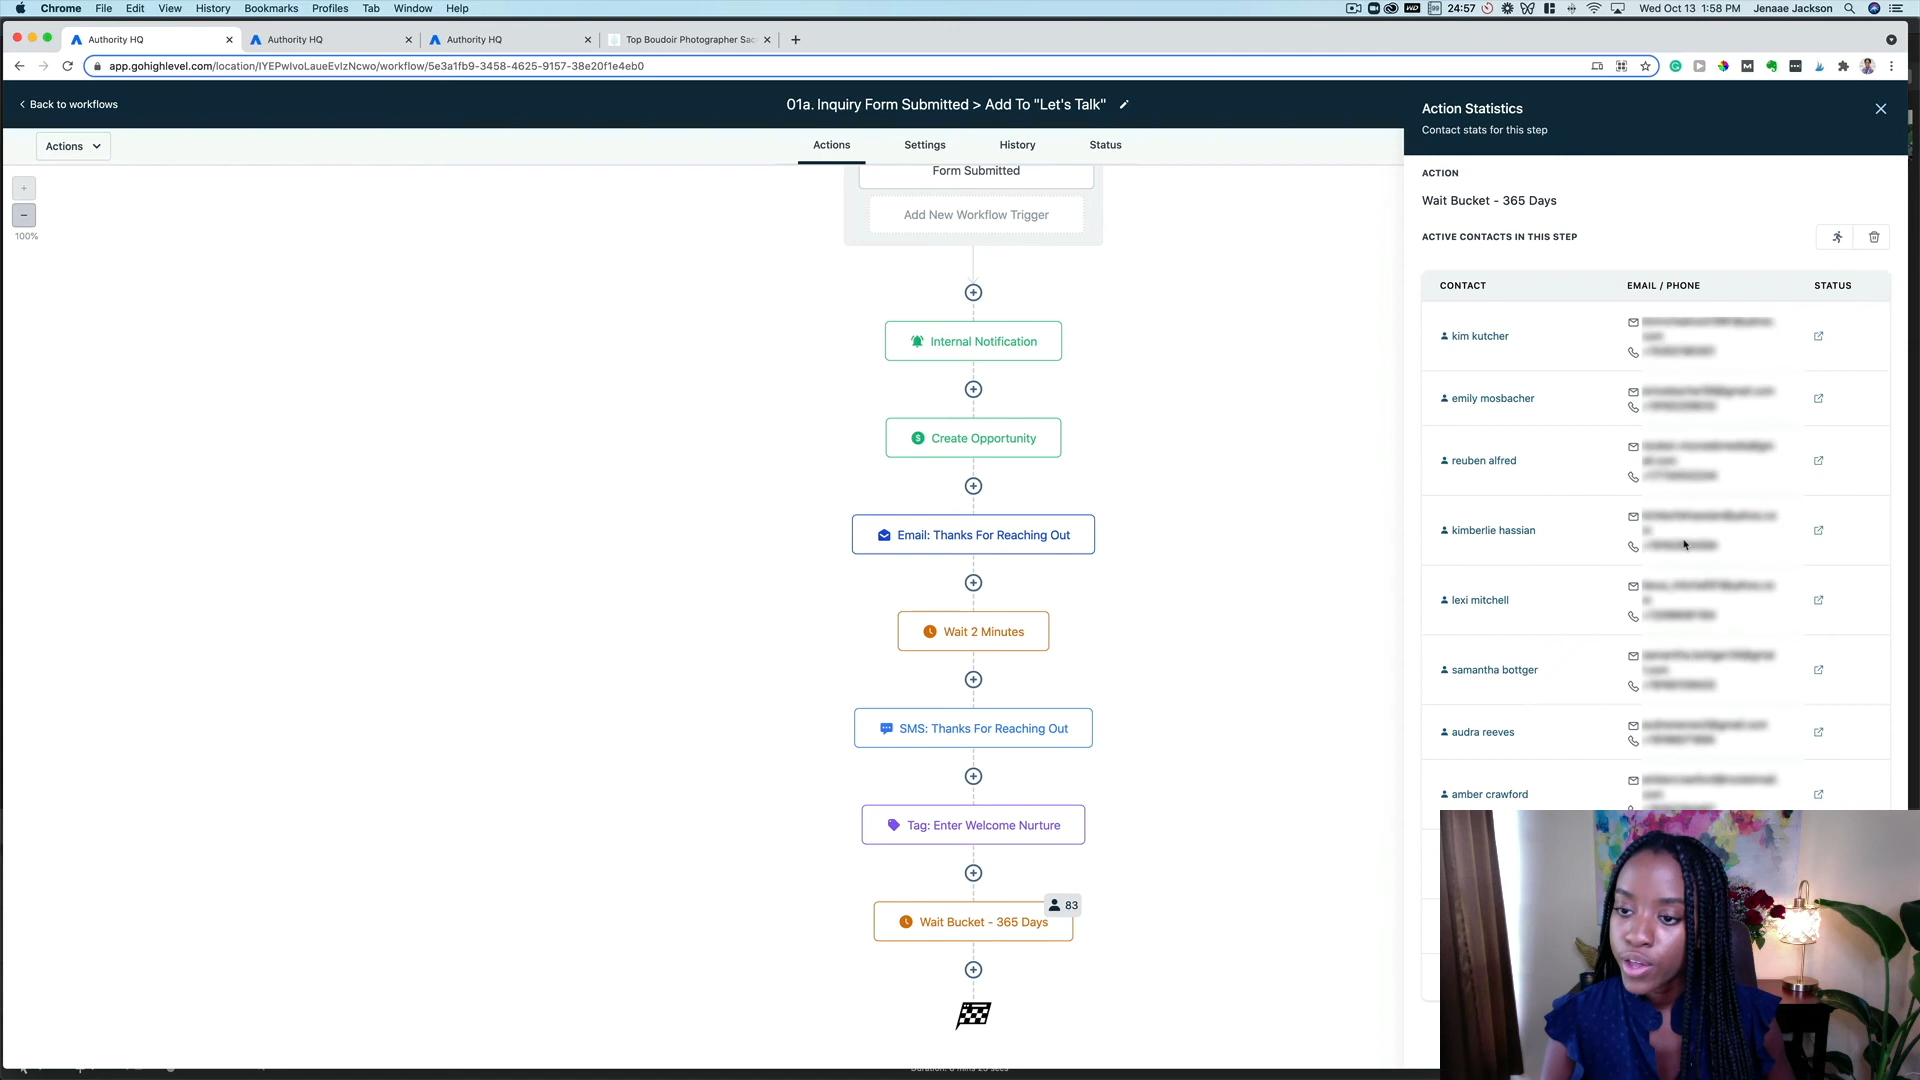 Chrome File Edit View History Bookmarks Profiles Tab Window Help
24:57 Wed Oct 13 1:58 PM Jenaae Jackson
Authority HQ
Authority HQ
Authority HQ
Top Boudoir Photographer Sac
app.gohighlevel.com/location/IYEPwIvoLaueEvIzNcwo/workflow/5e3a1fb9-3458-4625-9157-38e20f1e4eb0
Back to workflows
01a. Inquiry Form Submitted > Add To "Let's Talk"
Actions
Actions Settings History Status
100%
Form Submitted
Add New Workflow Trigger
Internal Notification
Create Opportunity
Email: Thanks For Reaching Out
Wait 2 Minutes
SMS: Thanks For Reaching Out
Tag: Enter Welcome Nurture
83
Wait Bucket - 365 Days
Action Statistics
Contact stats for this step
ACTION
Wait Bucket - 365 Days
ACTIVE CONTACTS IN THIS STEP
CONTACT EMAIL / PHONE STATUS
kim kutcher
emily mosbacher
reuben alfred
kimberlie hassian
lexi mitchell
samantha bottger
audra reeves
amber crawford